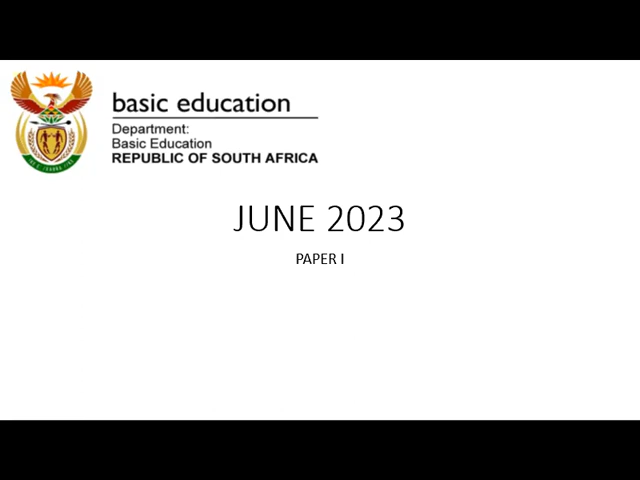 basic education
Department:
Basic Education
REPUBLIC OF SOUTH AFRICA
JUNE 2023
PAPER I